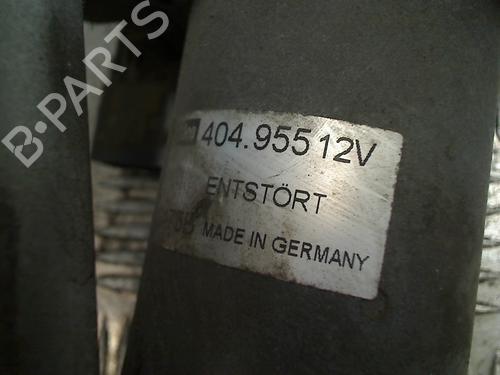 B-PARTS
404.955 12V
ENTSTÖRT
MADE IN GERMANY